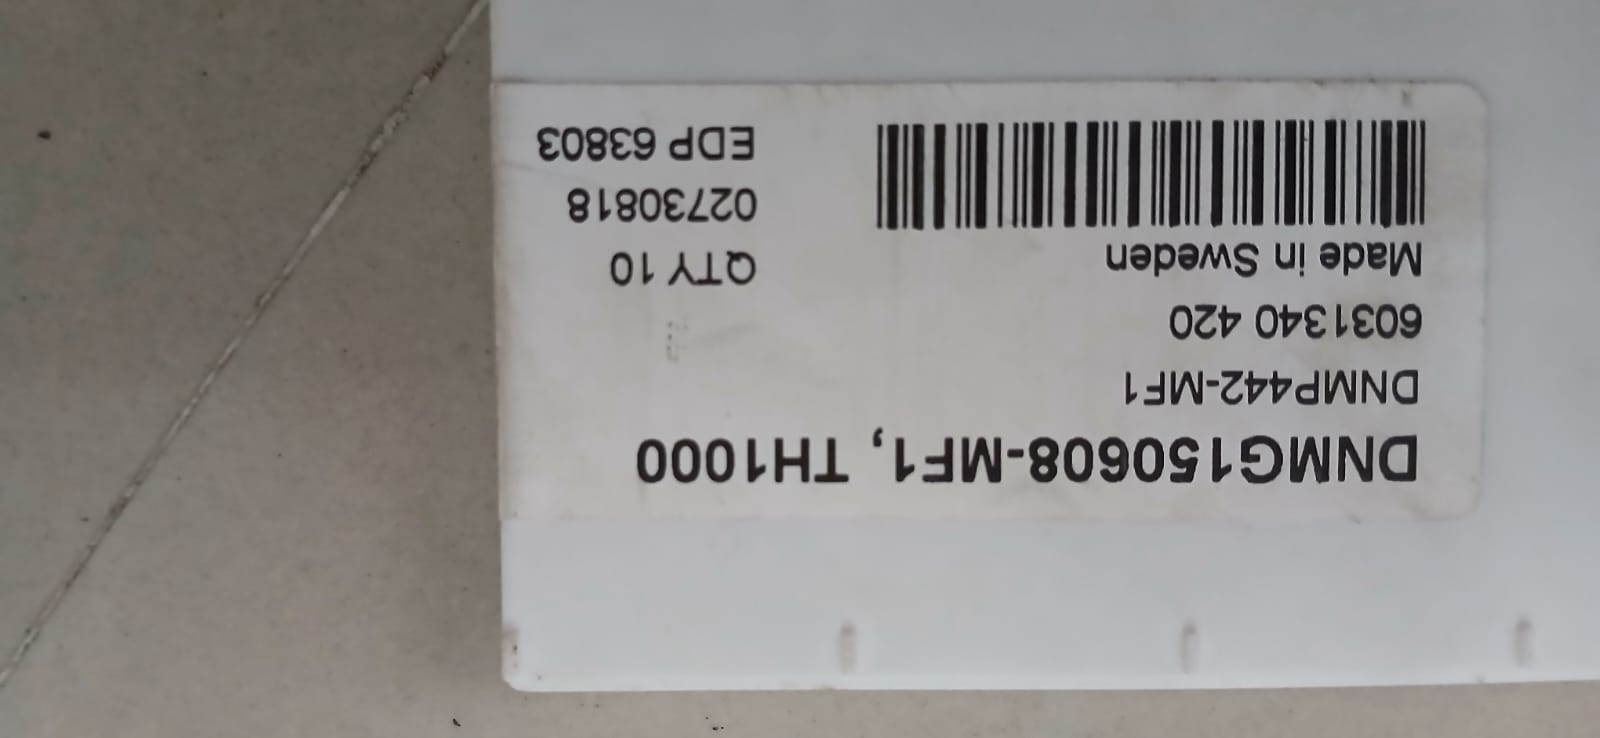 DNMG150608-MF1, TH1000
DNMP442-MF1
6031340 420
Made in Sweden
QTY 10
02730818
EDP 63803